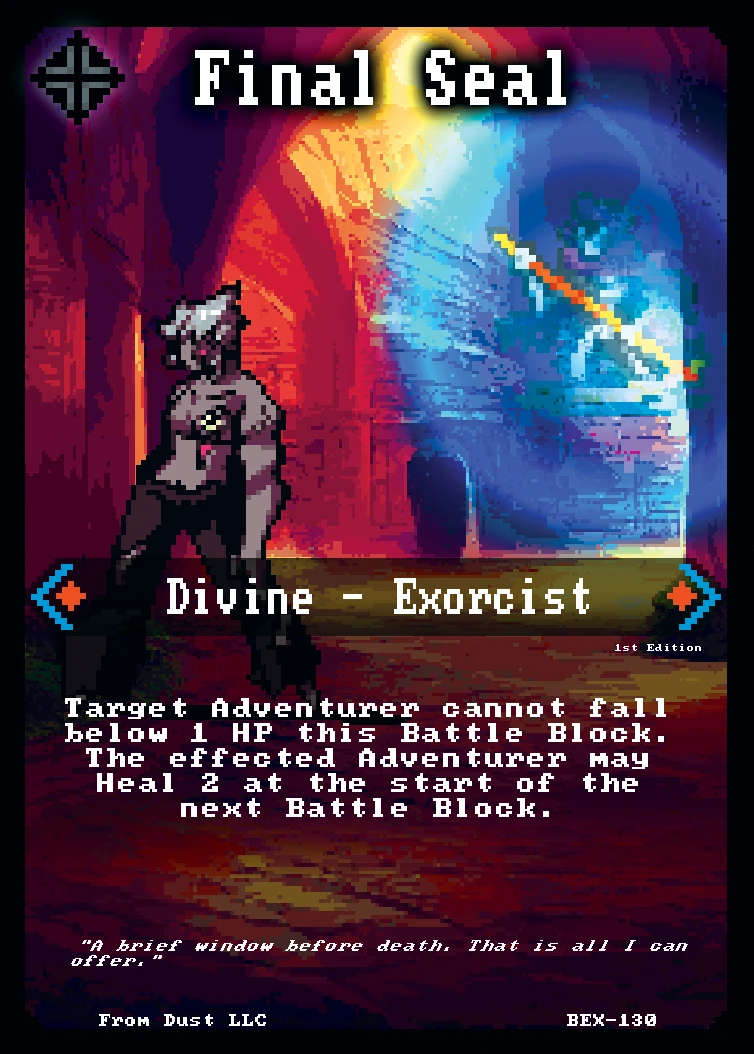 Final Seal
Divine - Exorcist
1st Edition
Target Adventurer cannot fall
below 1 HP this Battle Block.
The effected Adventurer may
Heal 2 at the start of the
next Battle Block.
"A brief window before death. That is all I can
offer."
From Dust LLC
BEX-130